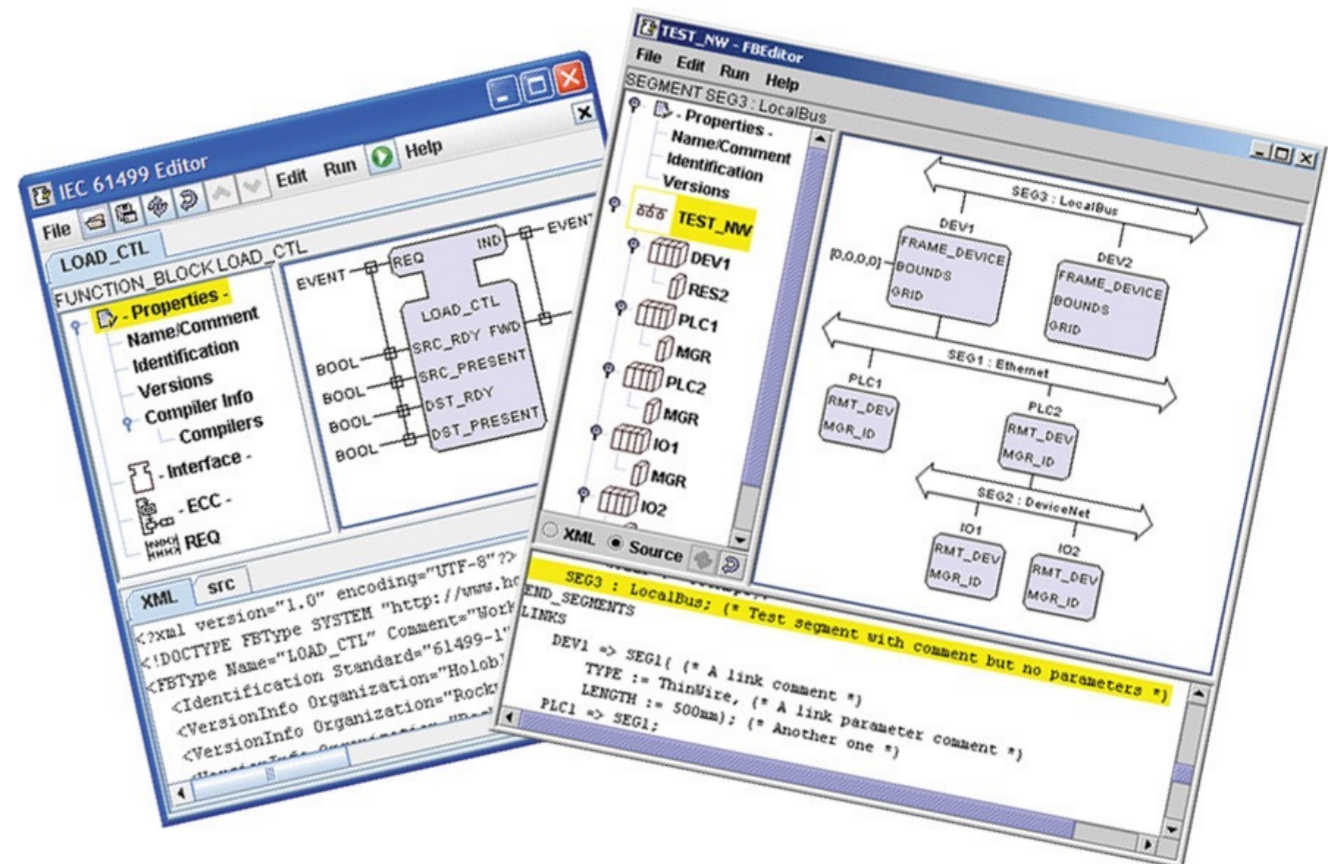 IEC 61499 Editor
File Edit Run Help
LOAD_CTL
FUNCTION_BLOCK LOAD_CTL
- Properties -
Name/Comment
Identification
Versions
Compiler Info
Compilers
- Interface -
- ECC -
REQ
EVENT REQ IND EVENT
LOAD_CTL
BOOL SRC_RDY FWD
BOOL SRC_PRESENT
BOOL DST_RDY
BOOL DST_PRESENT
XML src
<?xml version="1.0" encoding="UTF-8"?>
<!DOCTYPE FBType SYSTEM "http://www.ho
<FBType Name="LOAD_CTL" Comment="Work
<Identification Standard="61499-1"
<VersionInfo Organization="Holobl
<VersionInfo Organization="Rockw
TEST_NW - FBEditor
File Edit Run Help
SEGMENT SEG3 : LocalBus
- Properties -
Name/Comment
Identification
Versions
TEST_NW
DEV1
RES2
PLC1
MGR
PLC2
MGR
IO1
MGR
IO2
XML Source
SEG3 : LocalBus
DEV1 DEV2
FRAME_DEVICE
[0,0,0,0] BOUNDS
GRID
FRAME_DEVICE
BOUNDS
GRID
SEG1 : Ethernet
PLC1
RMT_DEV
MGR_ID
PLC2
RMT_DEV
MGR_ID
SEG2 : DeviceNet
IO1
RMT_DEV
MGR_ID
IO2
RMT_DEV
MGR_ID
SEG3 : LocalBus; (* Test segment with comment but no parameters *)
END_SEGMENTS
LINKS
DEV1 => SEG1( (* A link comment *)
TYPE := ThinWire, (* A link parameter comment *)
LENGTH := 500mm); (* Another one *)
PLC1 => SEG1;